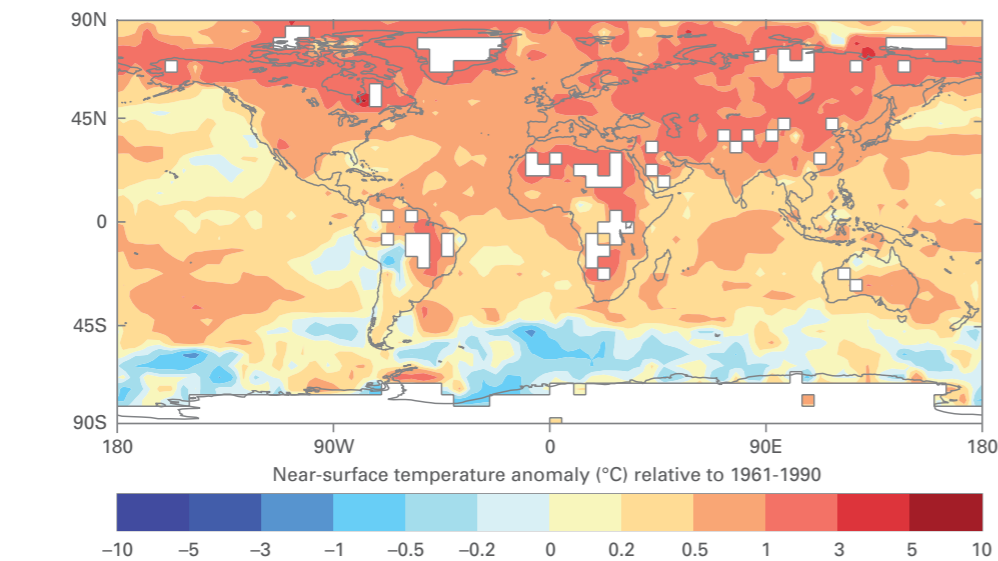 90N
45N
0
45S
90S
180 90W 0 90E 180
Near-surface temperature anomaly (°C) relative to 1961-1990
–10 –5 –3 –1 –0.5 –0.2 0 0.2 0.5 1 3 5 10